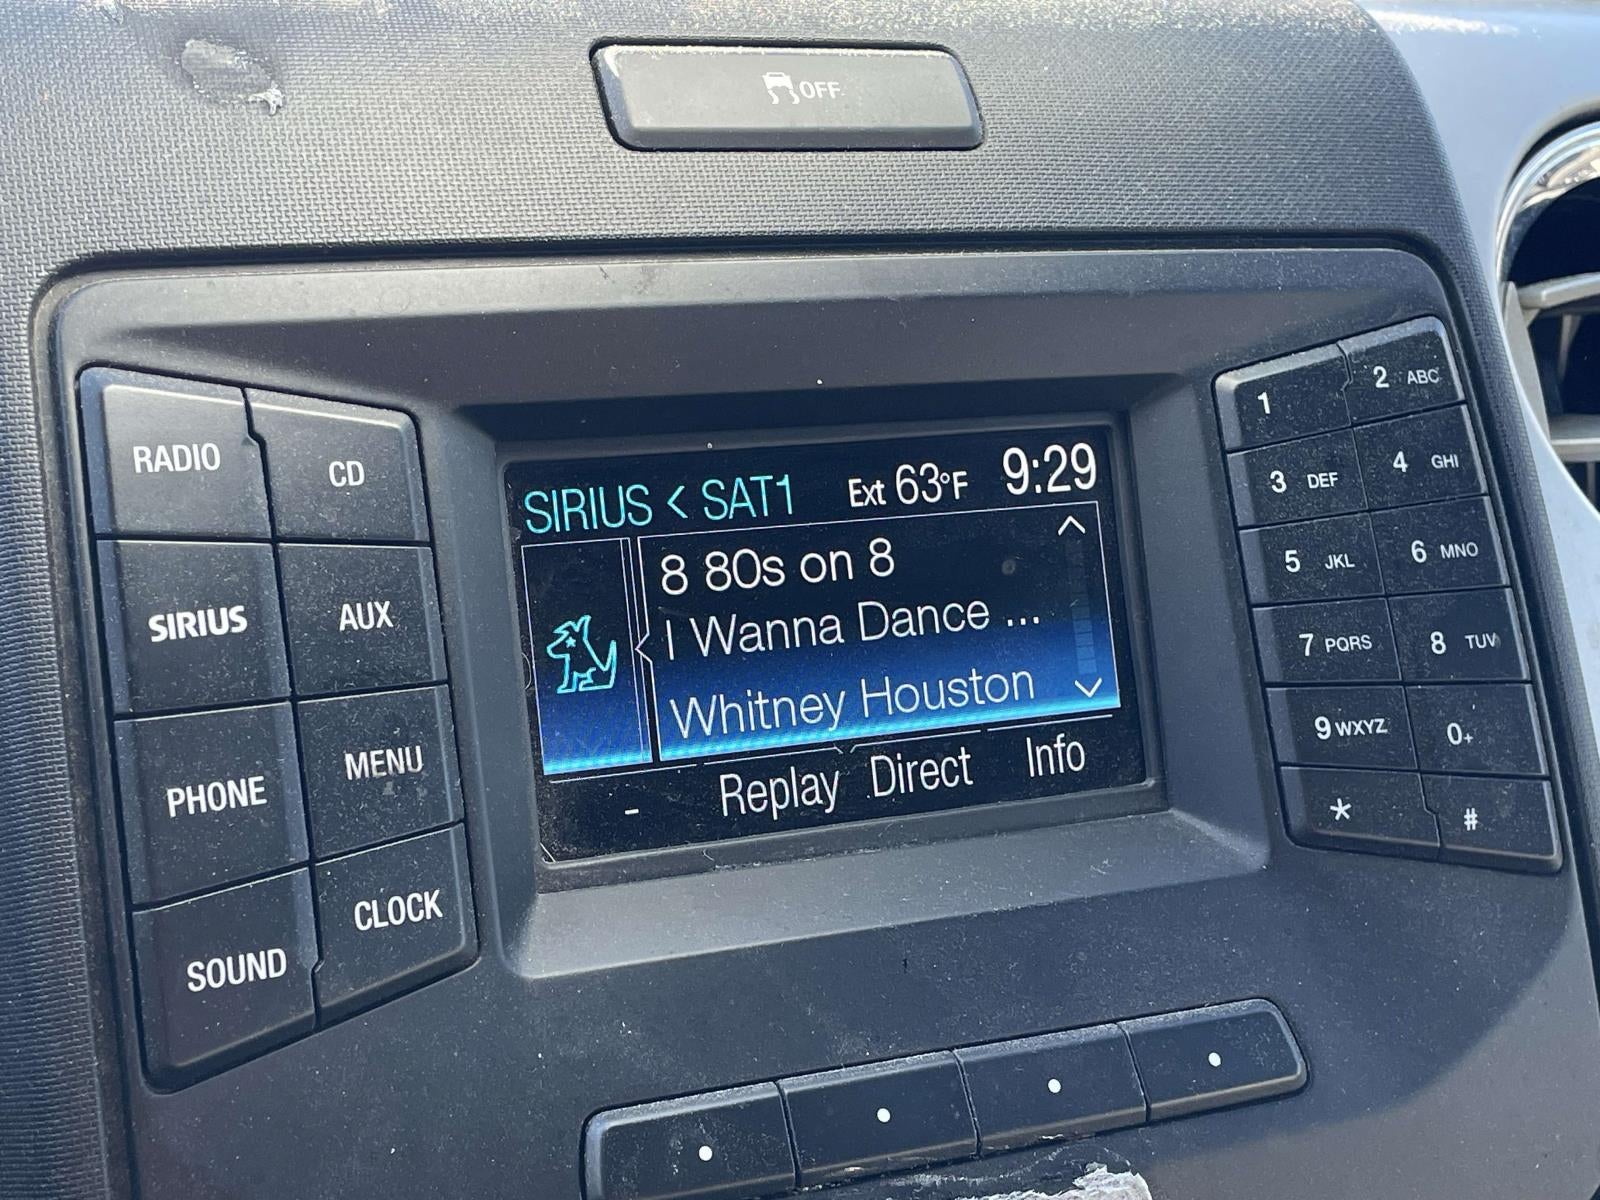 OFF
SIRIUS < SAT1 Ext 63°F 9:29
8 80s on 8
I Wanna Dance ...
Whitney Houston
- Replay Direct Info
RADIO
CD
SIRIUS
AUX
PHONE
MENU
SOUND
CLOCK
1
2 ABC
3 DEF
4 GHI
5 JKL
6 MNO
7 PQRS
8 TUV
9 WXYZ
0+
*
#